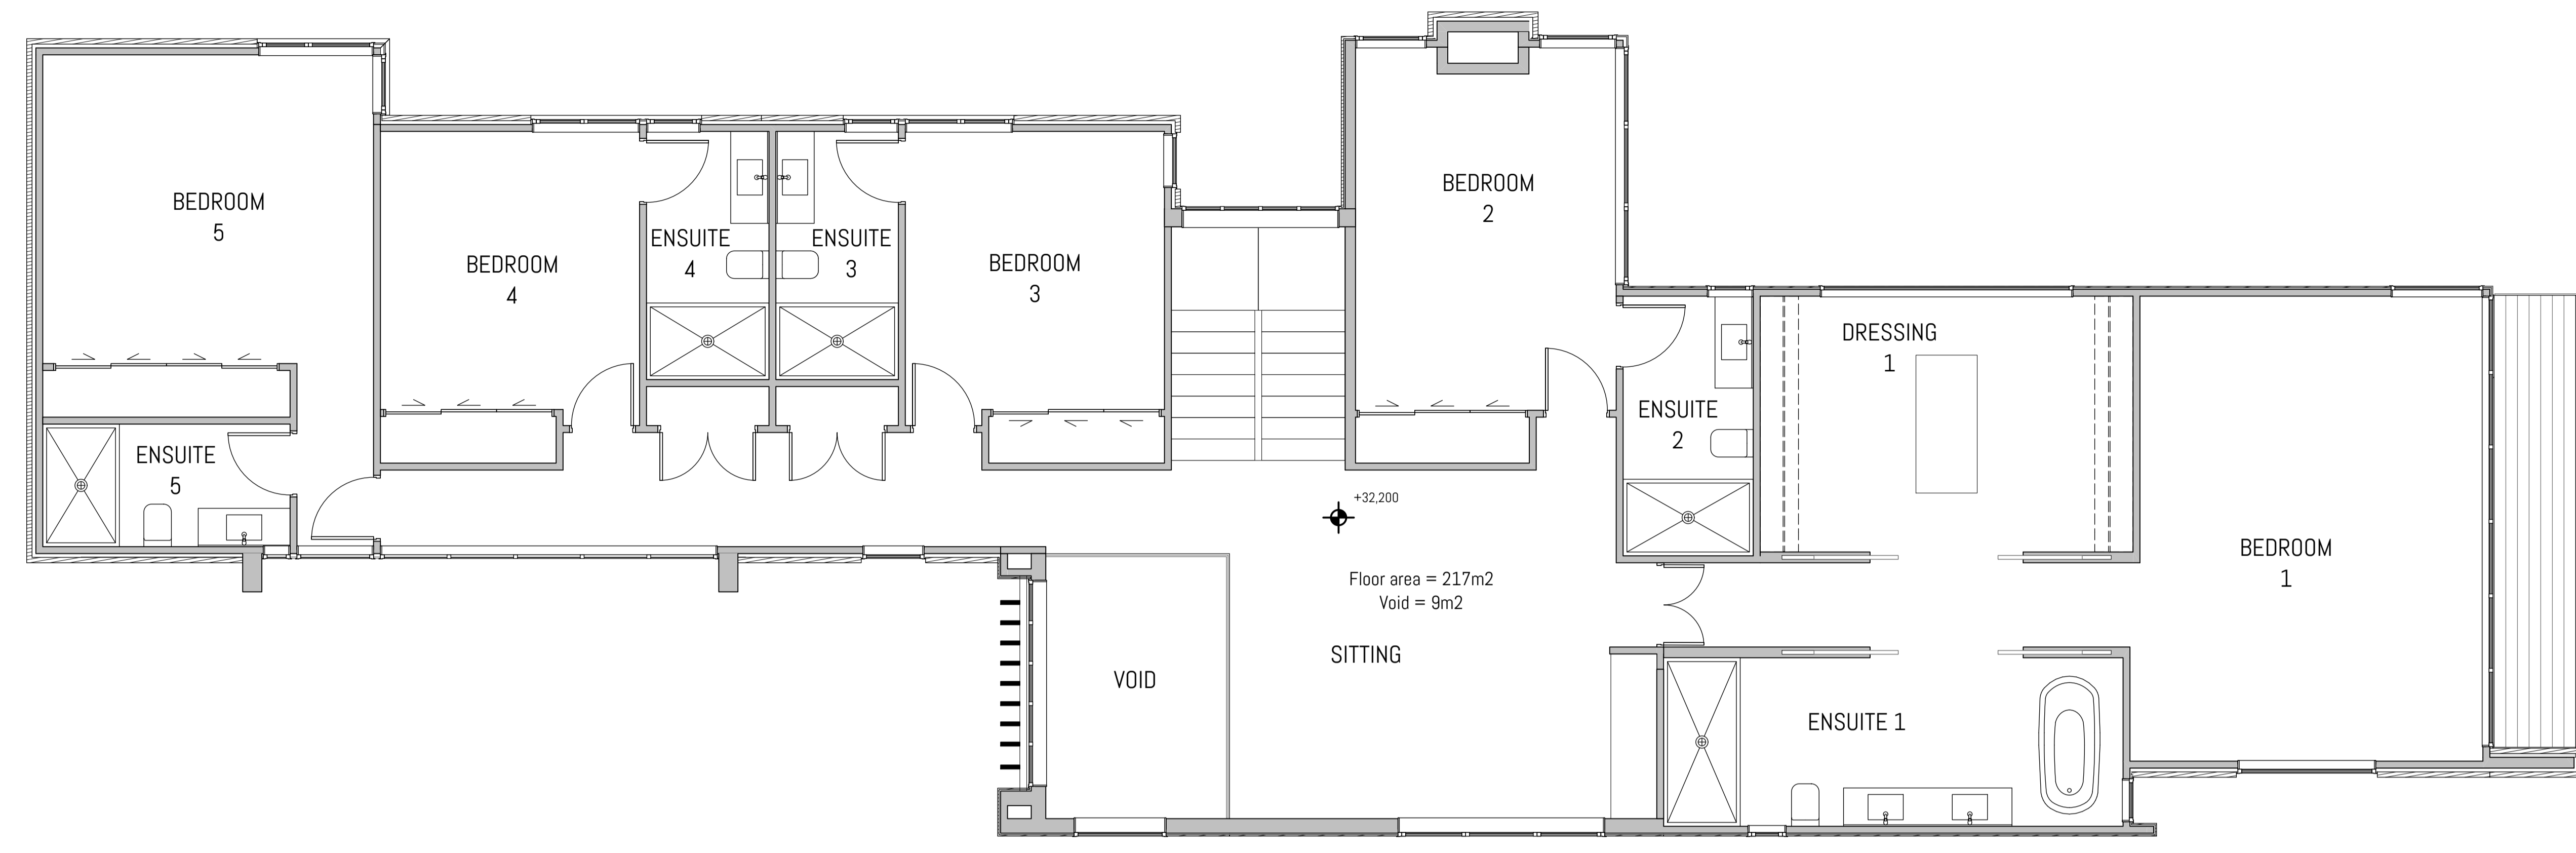 BEDROOM
5
BEDROOM
4
ENSUITE
4
ENSUITE
3
BEDROOM
3
BEDROOM
2
DRESSING
1
ENSUITE
2
ENSUITE
5
+32,200
BEDROOM
1
Floor area = 217m2
Void = 9m2
SITTING
VOID
ENSUITE 1